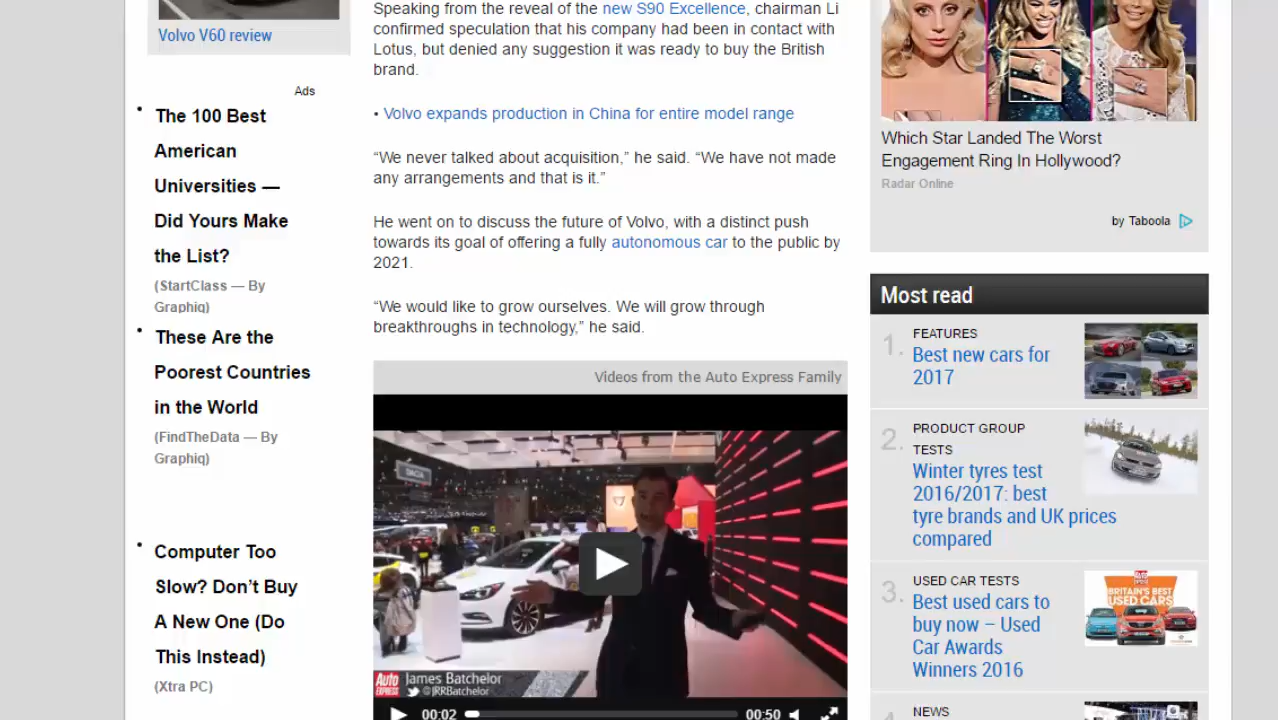 Volvo V60 review
Ads
• The 100 Best
American
Universities —
Did Yours Make
the List?
(StartClass — By
Graphiq)
• These Are the
Poorest Countries
in the World
(FindTheData — By
Graphiq)
• Computer Too
Slow? Don't Buy
A New One (Do
This Instead)
(Xtra PC)
Speaking from the reveal of the new S90 Excellence, chairman Li
confirmed speculation that his company had been in contact with
Lotus, but denied any suggestion it was ready to buy the British
brand.
• Volvo expands production in China for entire model range
“We never talked about acquisition,” he said. “We have not made
any arrangements and that is it.”
He went on to discuss the future of Volvo, with a distinct push
towards its goal of offering a fully autonomous car to the public by
2021.
“We would like to grow ourselves. We will grow through
breakthroughs in technology,” he said.
Videos from the Auto Express Family
DACIA
Auto
EXPRESS
James Batchelor
@JRRBatchelor
00:02
00:50
Which Star Landed The Worst
Engagement Ring In Hollywood?
Radar Online
by Taboola
Most read
1. FEATURES
Best new cars for
2017
2. PRODUCT GROUP
TESTS
Winter tyres test
2016/2017: best
tyre brands and UK prices
compared
3. USED CAR TESTS
Best used cars to
buy now – Used
Car Awards
Winners 2016
BRITAIN'S BEST
USED CARS
4. NEWS